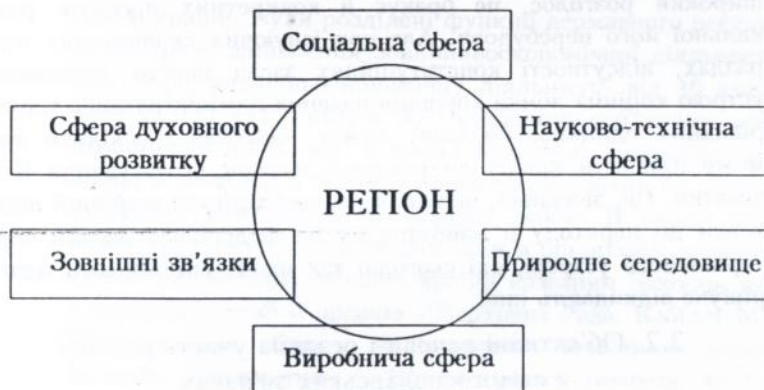 Соціальна сфера
Сфера духовного
розвитку
Науково-технічна
сфера
РЕГІОН
Зовнішні зв'язки
Природне середовище
Виробнича сфера